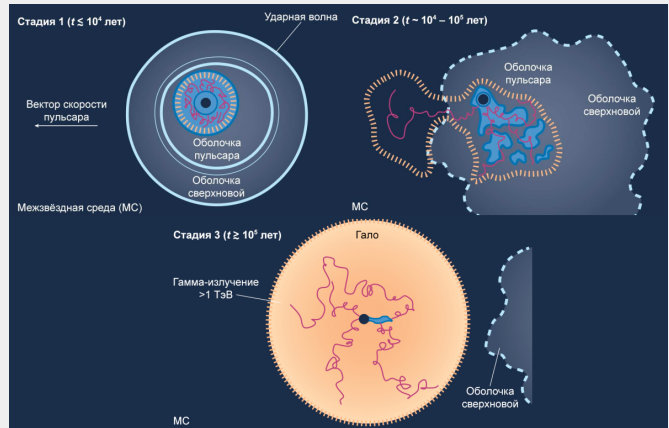 Стадия 1 (t ≤ 10⁴ лет)
Ударная волна
Вектор скорости
пульсара
Оболочка
пульсара
Оболочка
сверхновой
Межзвёздная среда (МС)
Стадия 2 (t ~ 10⁴ – 10⁵ лет)
Оболочка
пульсара
Оболочка
сверхновой
МС
Стадия 3 (t ≥ 10⁵ лет)
Гало
Гамма-излучение
>1 ТэВ
Оболочка
сверхновой
МС